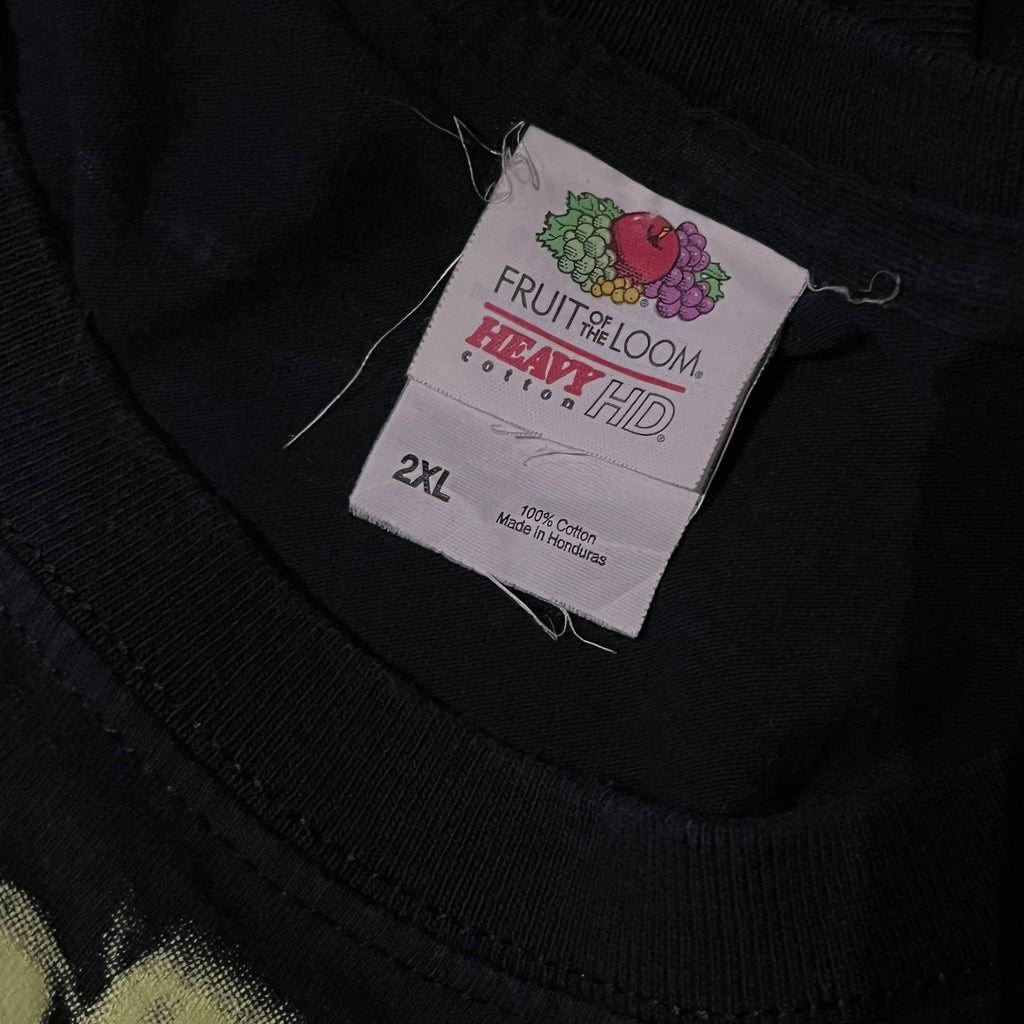 FRUIT OF THE LOOM®
HEAVY
cotton HD®
2XL
100% Cotton
Made in Honduras